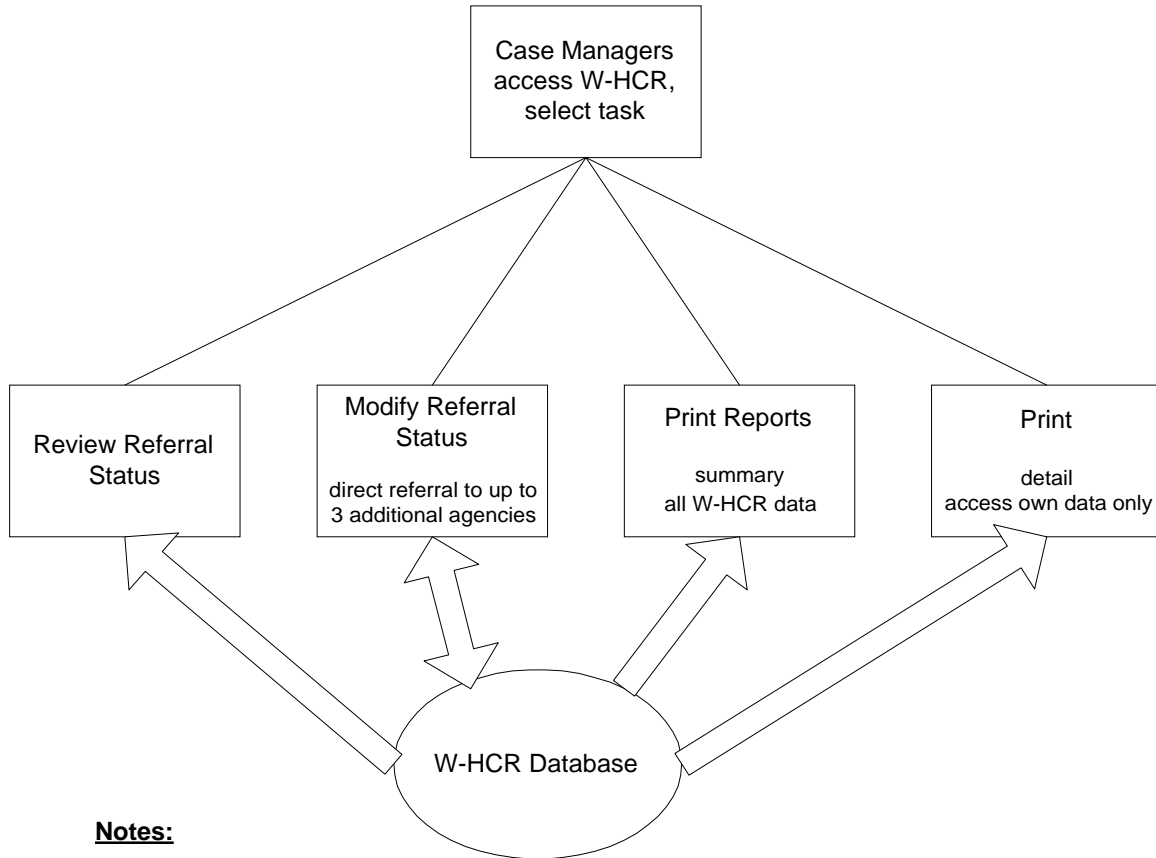 Case Managers
access W-HCR,
select task
Review Referral
Status
Modify Referral
Status
direct referral to up to
3 additional agencies
Print Reports
summary
all W-HCR data
Print
detail
access own data only
W-HCR Database
Notes: